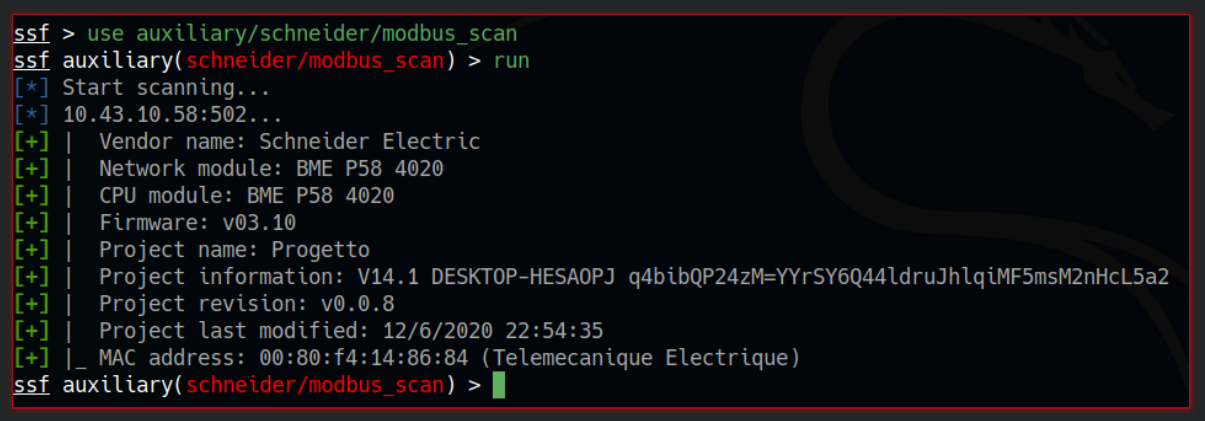 ssf > use auxiliary/schneider/modbus_scan
ssf auxiliary(schneider/modbus_scan) > run
[*] Start scanning...
[*] 10.43.10.58:502...
[+] |  Vendor name: Schneider Electric
[+] |  Network module: BME P58 4020
[+] |  CPU module: BME P58 4020
[+] |  Firmware: v03.10
[+] |  Project name: Progetto
[+] |  Project information: V14.1 DESKTOP-HESAOPJ q4bibQP24zM=YYrSY6Q44ldruJhlqiMF5msM2nHcL5a2
[+] |  Project revision: v0.0.8
[+] |  Project last modified: 12/6/2020 22:54:35
[+] |_ MAC address: 00:80:f4:14:86:84 (Telemecanique Electrique)
ssf auxiliary(schneider/modbus_scan) >